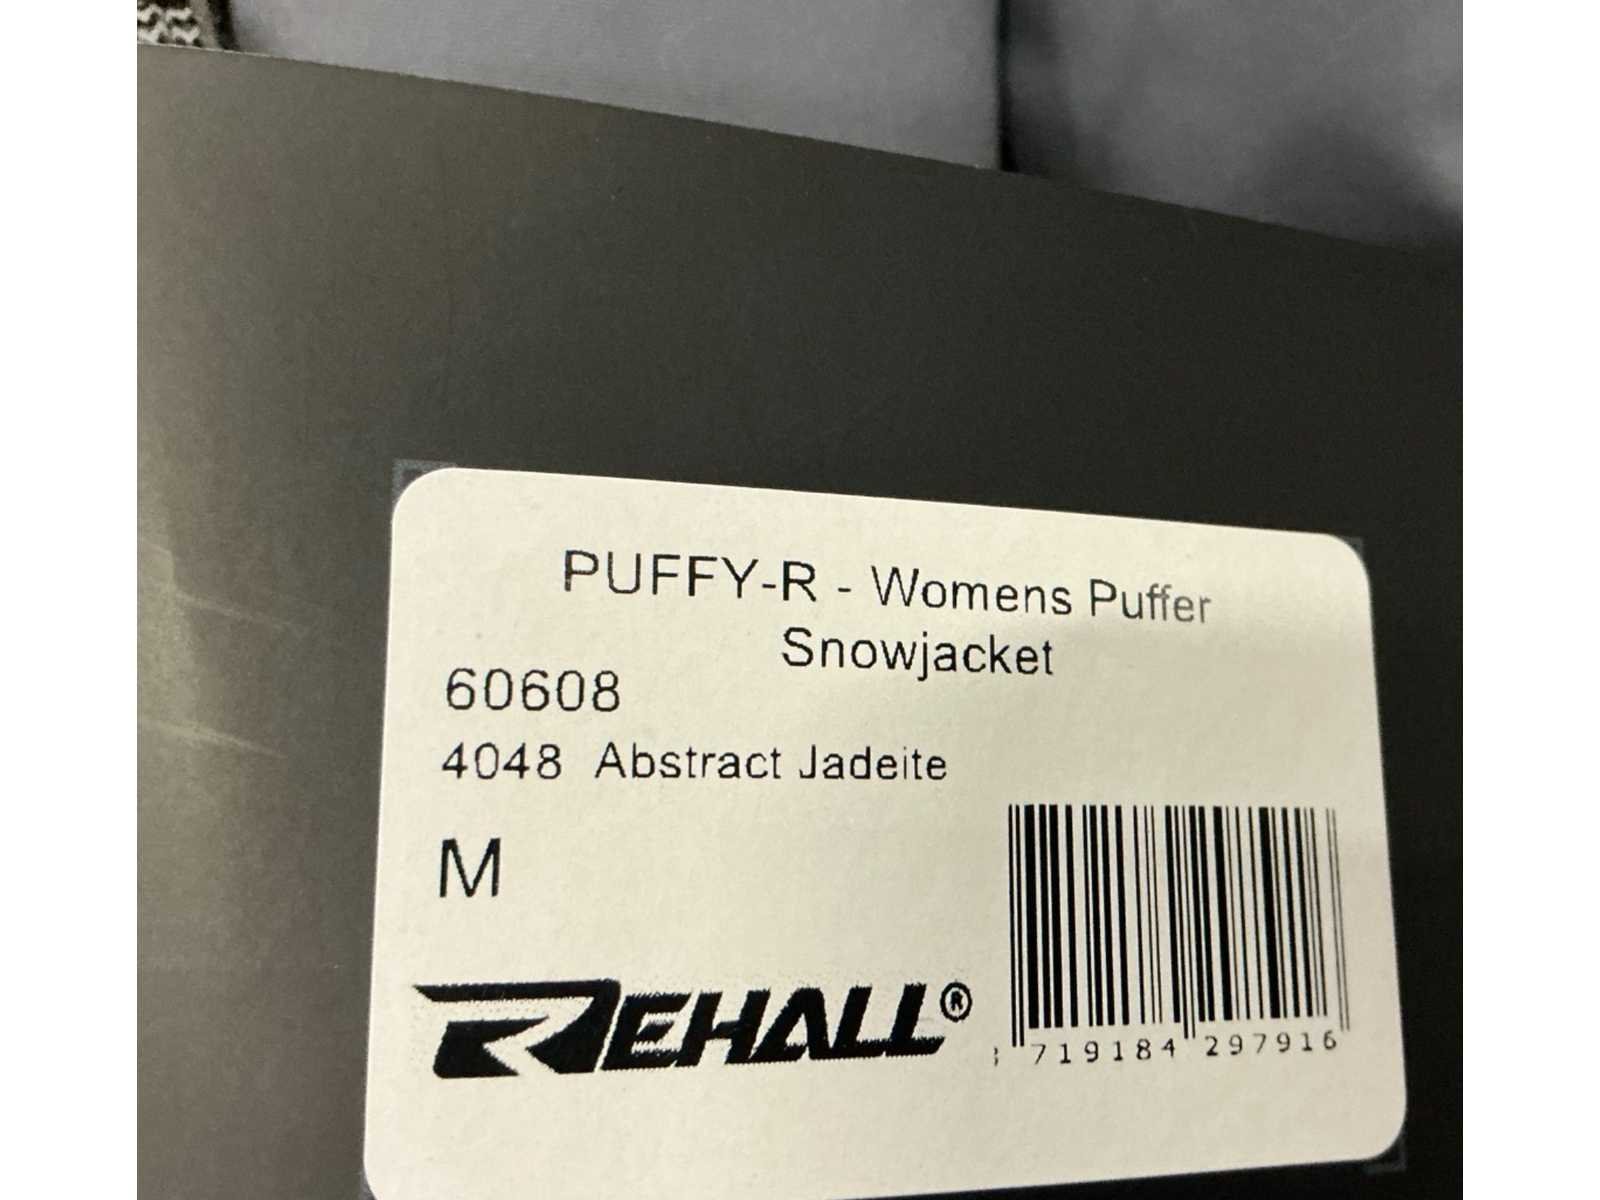 PUFFY-R - Womens Puffer
Snowjacket
60608
4048 Abstract Jadeite
M
REHALL®
719184 297916